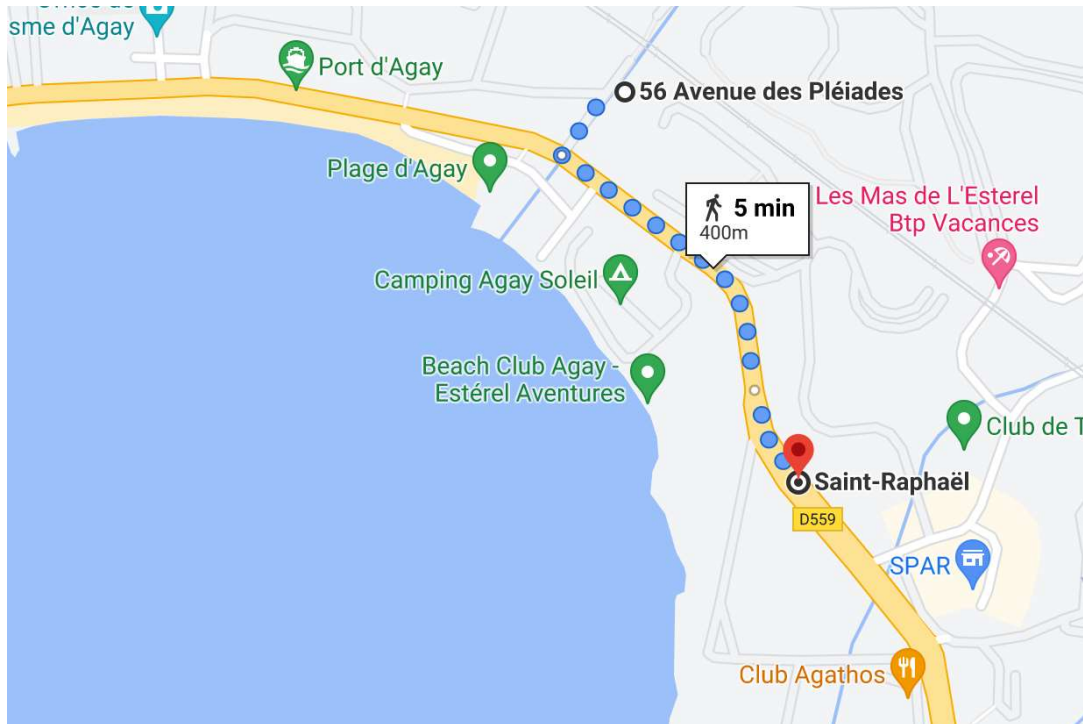 sme d'Agay
Port d'Agay
56 Avenue des Pléiades
Plage d'Agay
5 min
400m
Les Mas de L'Esterel
Btp Vacances
Camping Agay Soleil
Beach Club Agay -
Estérel Aventures
Club de T
Saint-Raphaël
D559
SPAR
Club Agathos